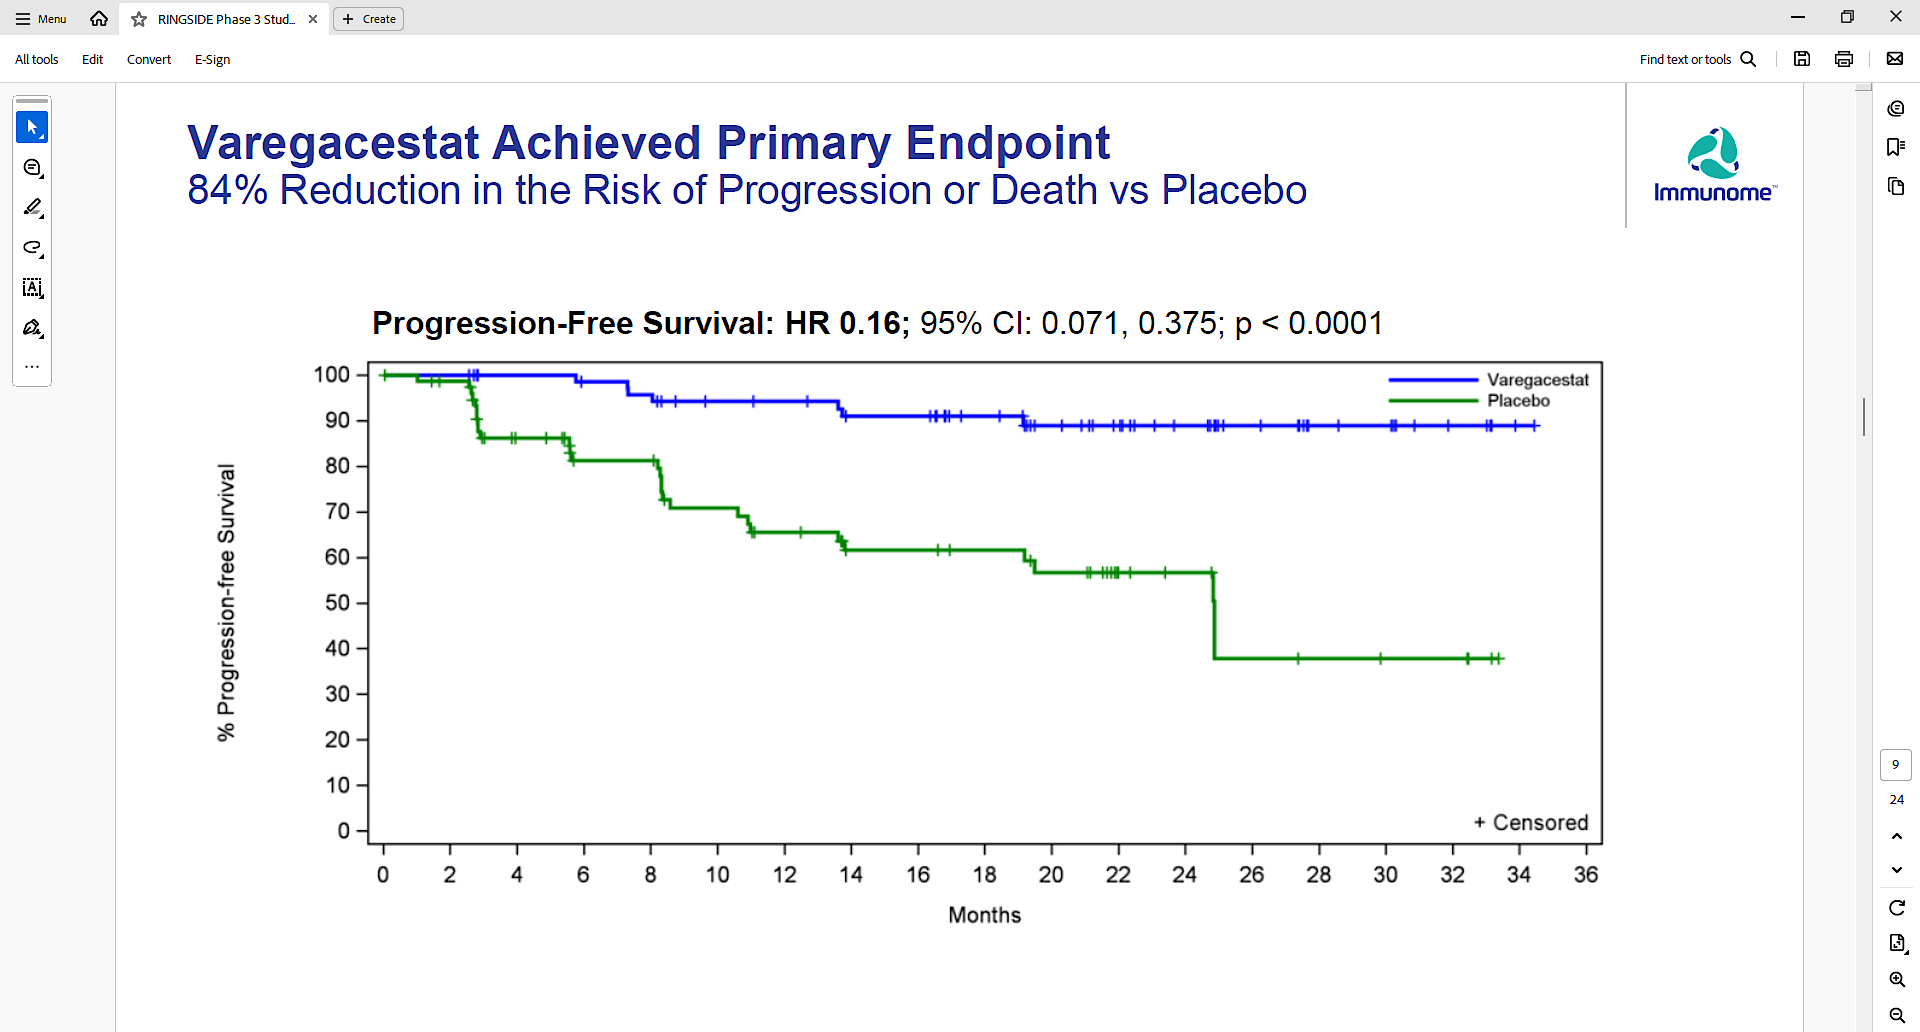 Menu
RINGSIDE Phase 3 Stud...
Create
All tools
Edit
Convert
E-Sign
Find text or tools
Varegacestat Achieved Primary Endpoint
84% Reduction in the Risk of Progression or Death vs Placebo
Immunome™
Progression-Free Survival: HR 0.16; 95% CI: 0.071, 0.375; p < 0.0001
% Progression-free Survival
100
90
80
70
60
50
40
30
20
10
0
Varegacestat
Placebo
+ Censored
0 2 4 6 8 10 12 14 16 18 20 22 24 26 28 30 32 34 36
Months
9
24